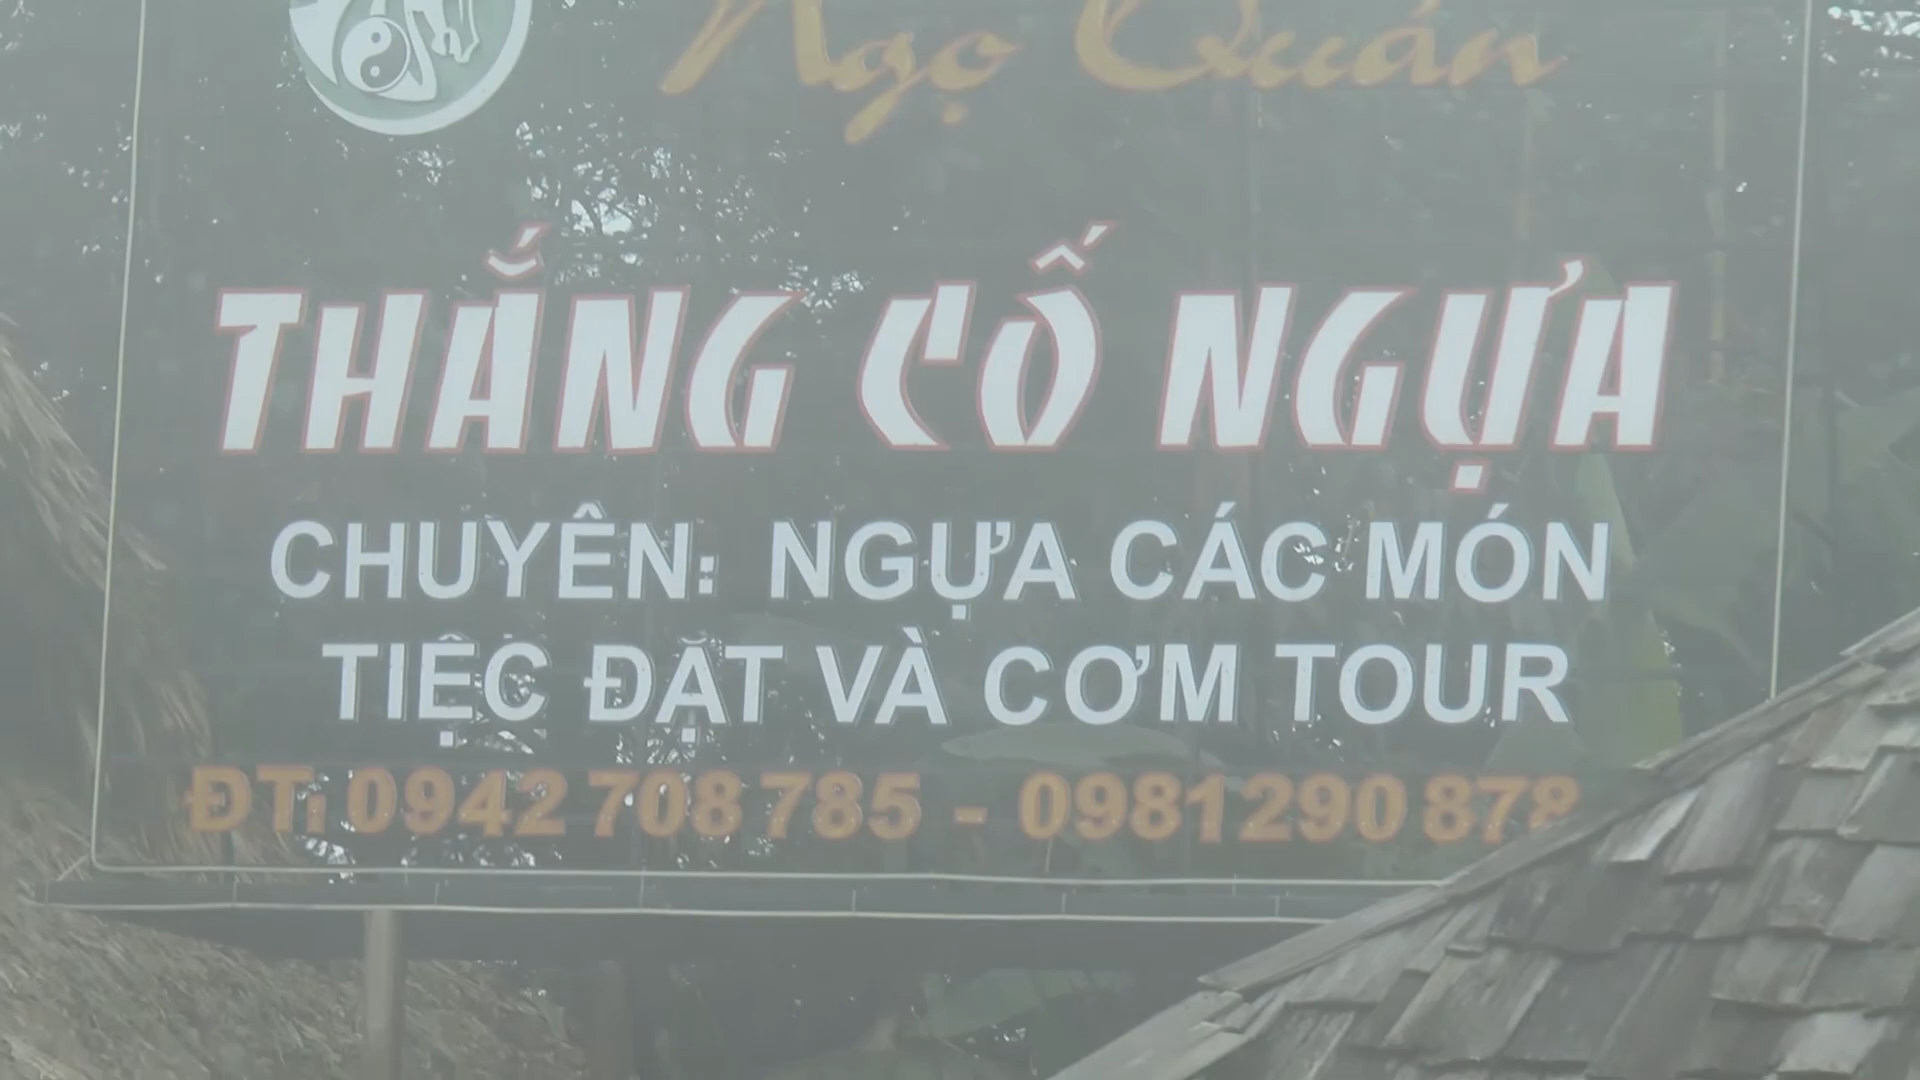 Ngọ Quán
THẮNG CỐ NGỰA
CHUYÊN: NGỰA CÁC MÓN
TIỆC ĐẶT VÀ CƠM TOUR
ĐT: 0942 708 785 - 0981290 878